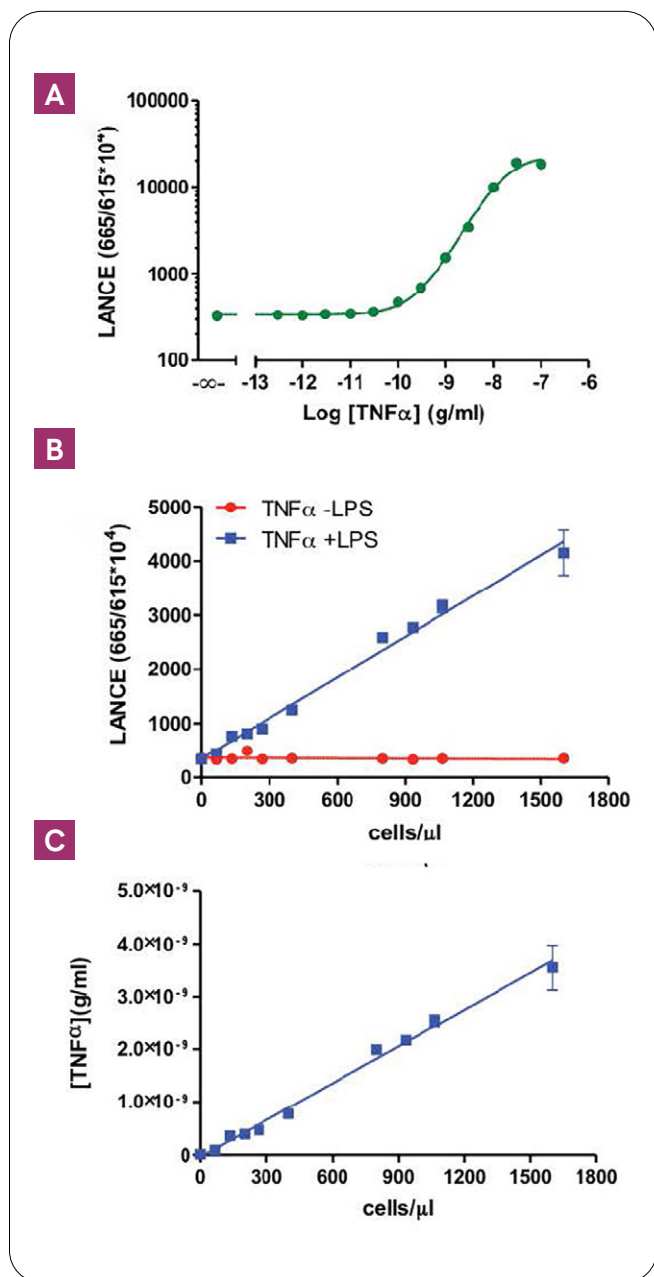 A
LANCE (665/615*10⁴)
100000
10000
1000
100
-∞- -13 -12 -11 -10 -9 -8 -7 -6
Log [TNFα] (g/ml)
B
TNFα -LPS
TNFα +LPS
LANCE (665/615*10⁴)
5000
4000
3000
2000
1000
0
0 300 600 900 1200 1500 1800
cells/µl
C
[TNFα](g/ml)
5.0×10⁻⁹
4.0×10⁻⁹
3.0×10⁻⁹
2.0×10⁻⁹
1.0×10⁻⁹
0
0 300 600 900 1200 1500 1800
cells/µl